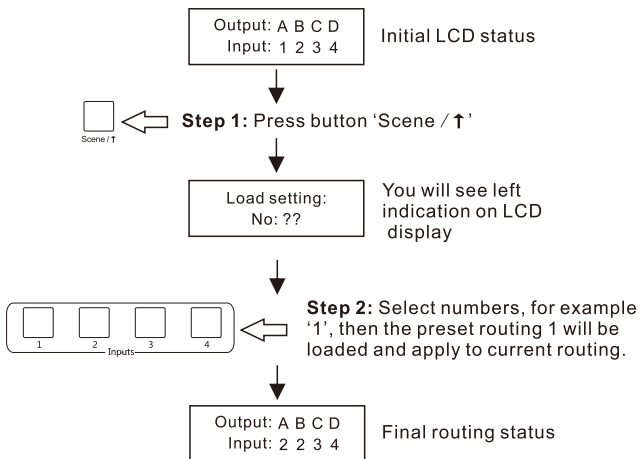 Output: A B C D
Input: 1 2 3 4
Initial LCD status
Scene / ↑
Step 1: Press button ‘Scene / ↑’
Load setting:
No: ??
You will see left
indication on LCD
display
1 2 3 4
Inputs
Step 2: Select numbers, for example
‘1’, then the preset routing 1 will be
loaded and apply to current routing.
Output: A B C D
Input: 2 2 3 4
Final routing status